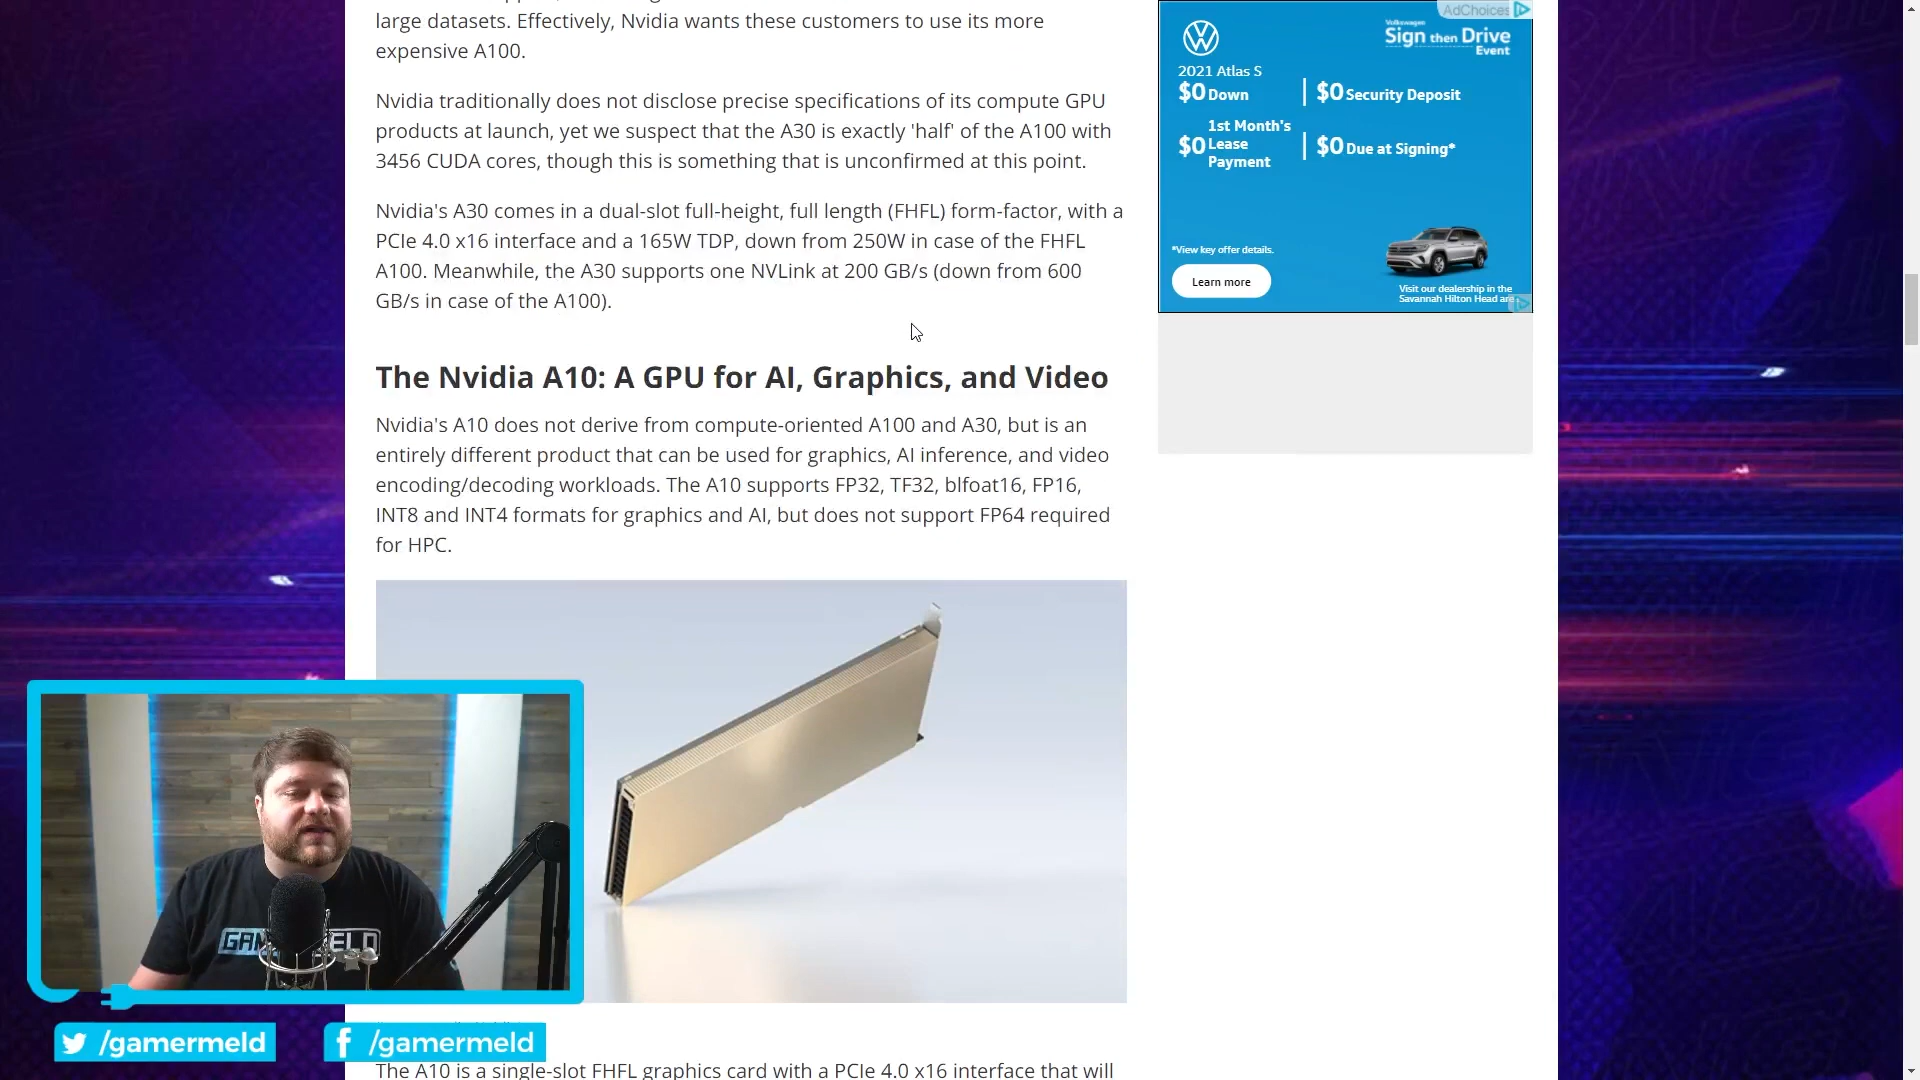 large datasets. Effectively, Nvidia wants these customers to use its more
expensive A100.
Nvidia traditionally does not disclose precise specifications of its compute GPU
products at launch, yet we suspect that the A30 is exactly 'half' of the A100 with
3456 CUDA cores, though this is something that is unconfirmed at this point.
Nvidia's A30 comes in a dual-slot full-height, full length (FHFL) form-factor, with a
PCIe 4.0 x16 interface and a 165W TDP, down from 250W in case of the FHFL
A100. Meanwhile, the A30 supports one NVLink at 200 GB/s (down from 600
GB/s in case of the A100).
The Nvidia A10: A GPU for AI, Graphics, and Video
Nvidia's A10 does not derive from compute-oriented A100 and A30, but is an
entirely different product that can be used for graphics, AI inference, and video
encoding/decoding workloads. The A10 supports FP32, TF32, blfoat16, FP16,
INT8 and INT4 formats for graphics and AI, but does not support FP64 required
for HPC.
The A10 is a single-slot FHFL graphics card with a PCIe 4.0 x16 interface that will
AdChoices
Volkswagen
Sign then Drive
Event
2021 Atlas S
$0 Down
$0 Security Deposit
$0 1st Month's
Lease
Payment
$0 Due at Signing*
*View key offer details.
Learn more
Visit our dealership in the
Savannah Hilton Head are
GAM ELD
/gamermeld
/gamermeld